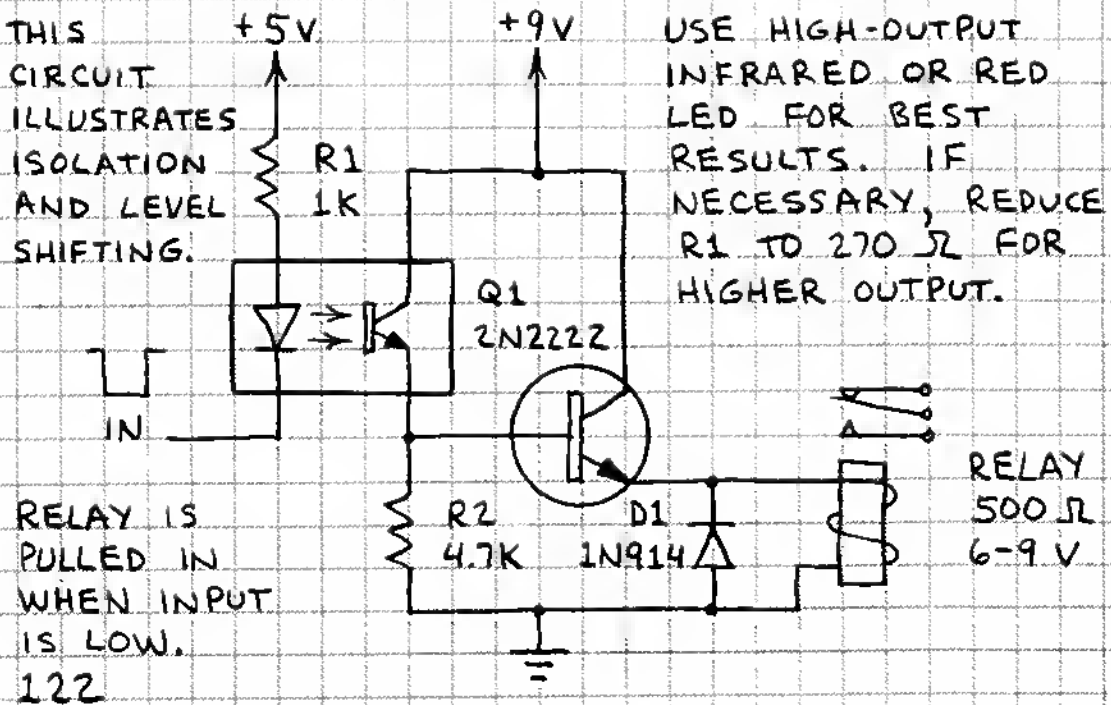 THIS
CIRCUIT
ILLUSTRATES
ISOLATION
AND LEVEL
SHIFTING.
+5V
+9V
USE HIGH-OUTPUT
INFRARED OR RED
LED FOR BEST
RESULTS. IF
NECESSARY, REDUCE
R1 TO 270 Ω FOR
HIGHER OUTPUT.
R1
1K
Q1
2N2222
IN
RELAY IS
PULLED IN
WHEN INPUT
IS LOW.
R2
4.7K
D1
1N914
RELAY
500 Ω
6-9 V
122